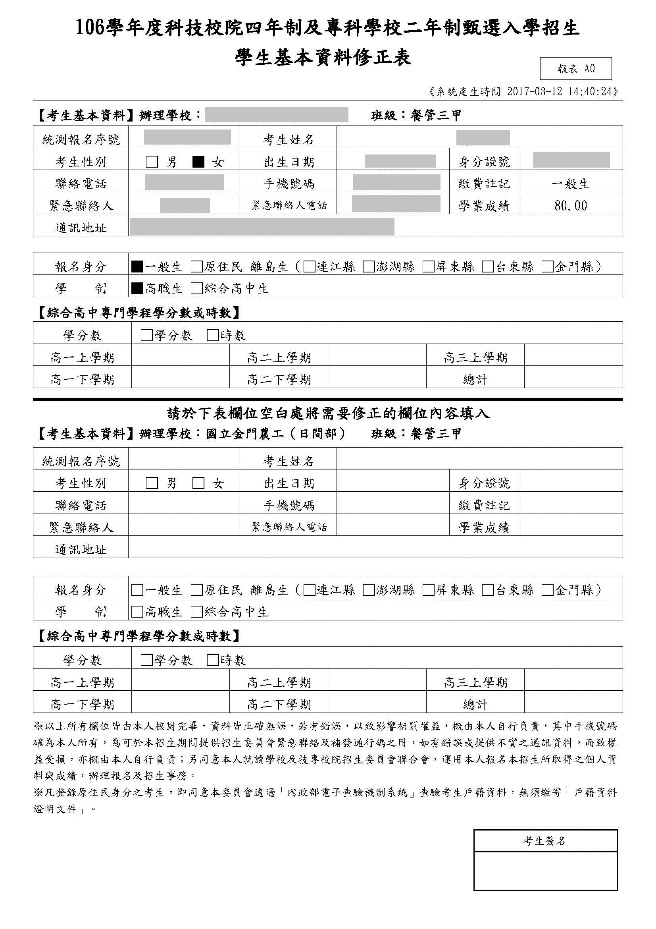 106學年度科技校院四年制及專科學校二年制甄選入學招生
學生基本資料修正表
報表 A0
《系統產生時間 2017-03-12 14:40:24》
【考生基本資料】辦理學校： 班級：餐管三甲
統測報名序號 考生姓名
考生性別 □ 男 ■ 女 出生日期 身分證號
聯絡電話 手機號碼 繳費註記 一般生
緊急聯絡人 緊急聯絡人電話 學業成績 80.00
通訊地址
報名身分 ■一般生 □原住民 離島生（□連江縣 □澎湖縣 □屏東縣 □台東縣 □金門縣）
學 制 ■高職生 □綜合高中生
【綜合高中專門學程學分數或時數】
學分數 □學分數 □時數
高一上學期 高二上學期 高三上學期
高一下學期 高二下學期 總計
請於下表欄位空白處將需要修正的欄位內容填入
【考生基本資料】辦理學校：國立金門農工（日間部） 班級：餐管三甲
統測報名序號 考生姓名
考生性別 □ 男 □ 女 出生日期 身分證號
聯絡電話 手機號碼 繳費註記
緊急聯絡人 緊急聯絡人電話 學業成績
通訊地址
報名身分 □一般生 □原住民 離島生（□連江縣 □澎湖縣 □屏東縣 □台東縣 □金門縣）
學 制 □高職生 □綜合高中生
【綜合高中專門學程學分數或時數】
學分數 □學分數 □時數
高一上學期 高二上學期 高三上學期
高一下學期 高二下學期 總計
※以上所有欄位皆由本人核對完畢，資料皆正確無誤，若有錯誤，以致影響相關權益，概由本人自行負責，其中手機號碼
確為本人所有，為可於本招生期間提供招生委員會緊急聯絡及補發通行碼之用，如有錯誤或提供不實之通訊資料，而致權
益受損，亦概由本人自行負責；另同意本人就讀學校及技專校院招生委員會聯合會，運用本人報名本招生所取得之個人資
料與成績，辦理報名及招生事務。
※凡登錄原住民身分之考生，即同意本委員會透過「內政部電子查驗機制系統」查驗考生戶籍資料，無須繳寄「戶籍資料
證明文件」。
考生簽名